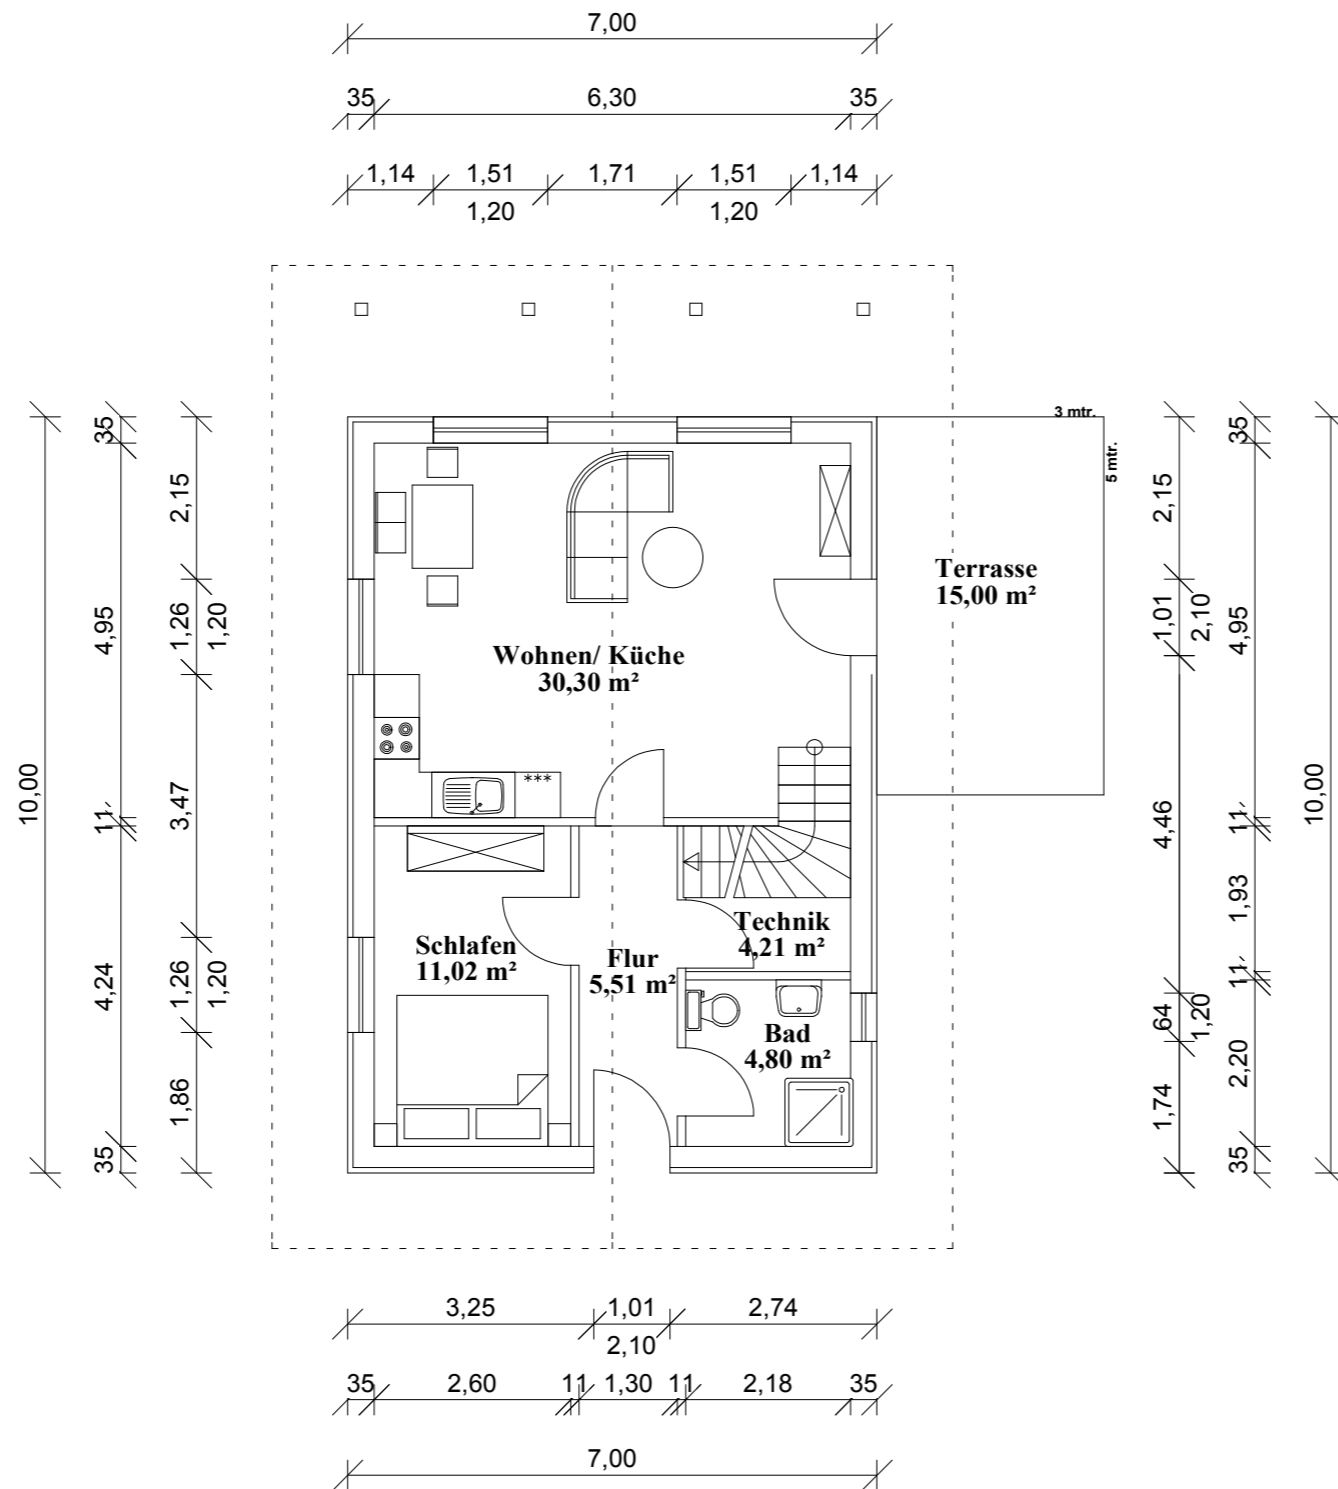 7,00
35 6,30 35
1,14 1,51 1,71 1,51 1,14
1,20 1,20
3 mtr.
5 mtr.
35
4,95
11
4,24
35
10,00
2,15
1,26
1,20
3,47
1,26
1,20
1,86
Wohnen/ Küche
30,30 m²
***
Terrasse
15,00 m²
Schlafen
11,02 m²
Flur
5,51 m²
Technik
4,21 m²
Bad
4,80 m²
2,15
1,01
2,10
4,46
64
1,20
1,74
35
4,95
11
1,93
11
2,20
35
10,00
3,25 1,01 2,74
2,10
35 2,60 11 1,30 11 2,18 35
7,00